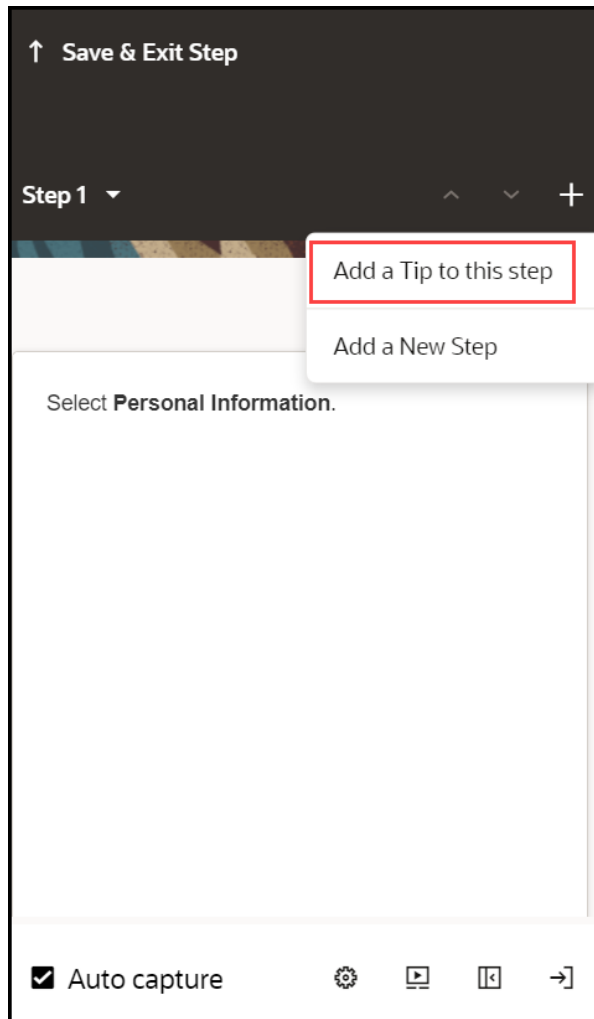 Save & Exit Step
Step 1
Add a Tip to this step
Add a New Step
Select Personal Information.
Auto capture